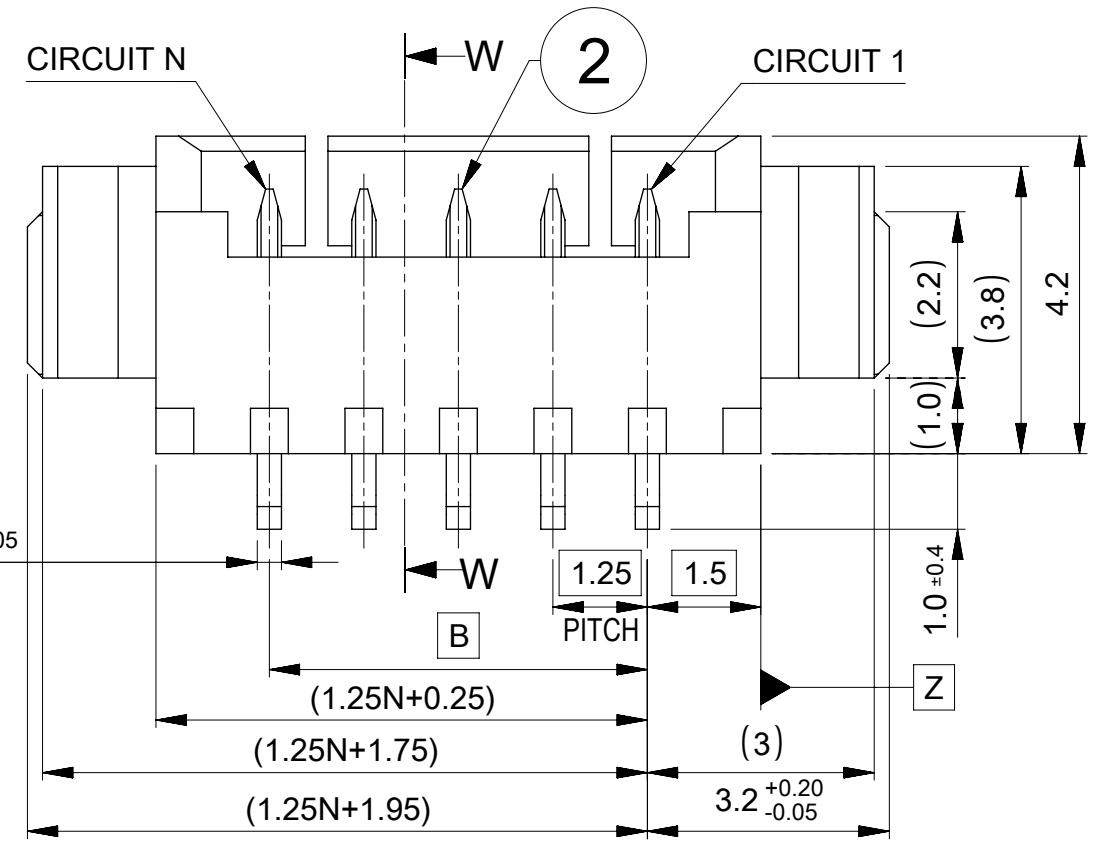 CIRCUIT N
W
2
CIRCUIT 1
(2.2)
(3.8)
4.2
(1.0)
05
W
1.25
1.5
PITCH
1.0 ±0.4
B
Z
(1.25N+0.25)
(1.25N+1.75)
(3)
(1.25N+1.95)
3.2 +0.20 -0.05